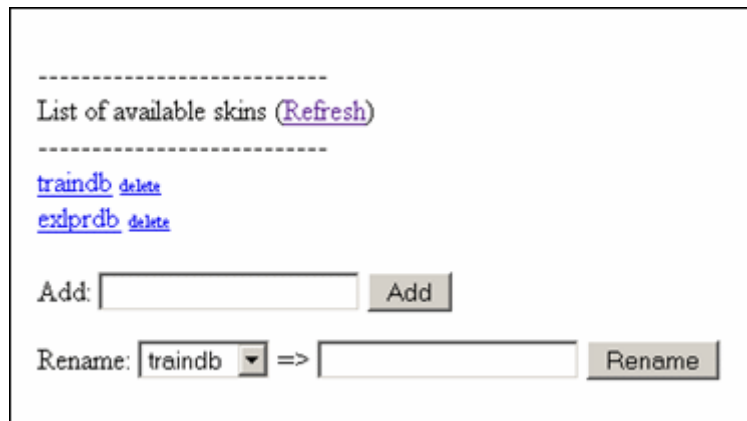 ---------------------------
List of available skins (Refresh)
---------------------------
traindb delete
exlprdb delete
Add: Add
Rename: traindb => Rename